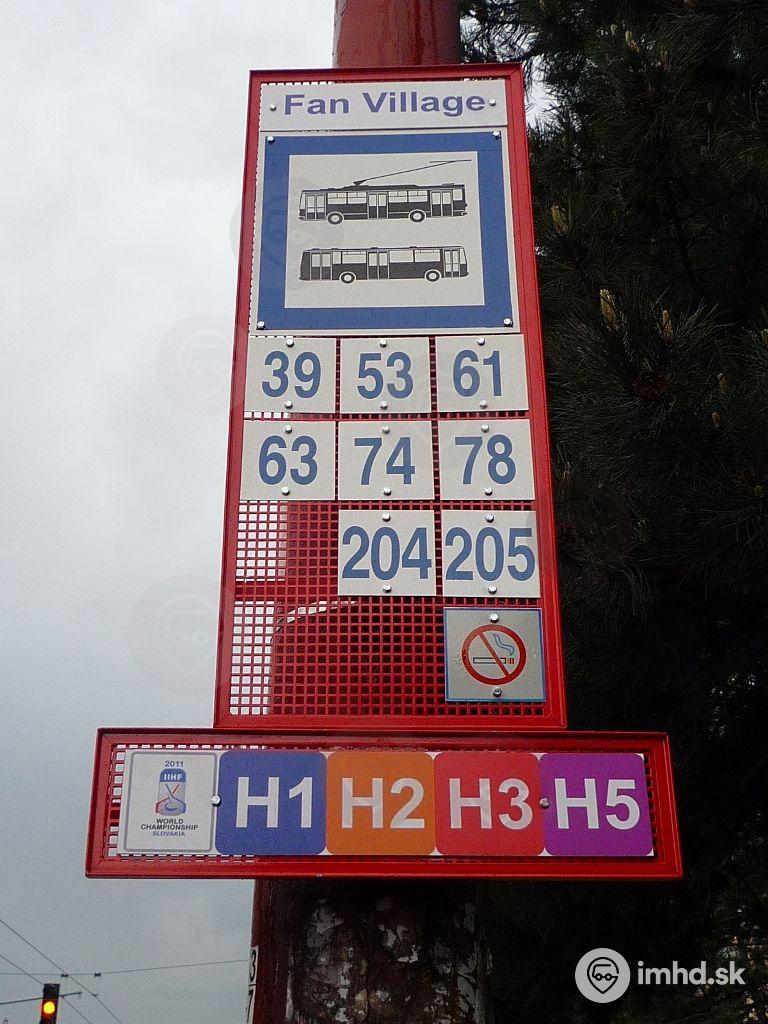 Fan Village
39 53 61
63 74 78
204 205
2011
IIHF
WORLD
CHAMPIONSHIP
SLOVAKIA
H1 H2 H3 H5
imhd.sk